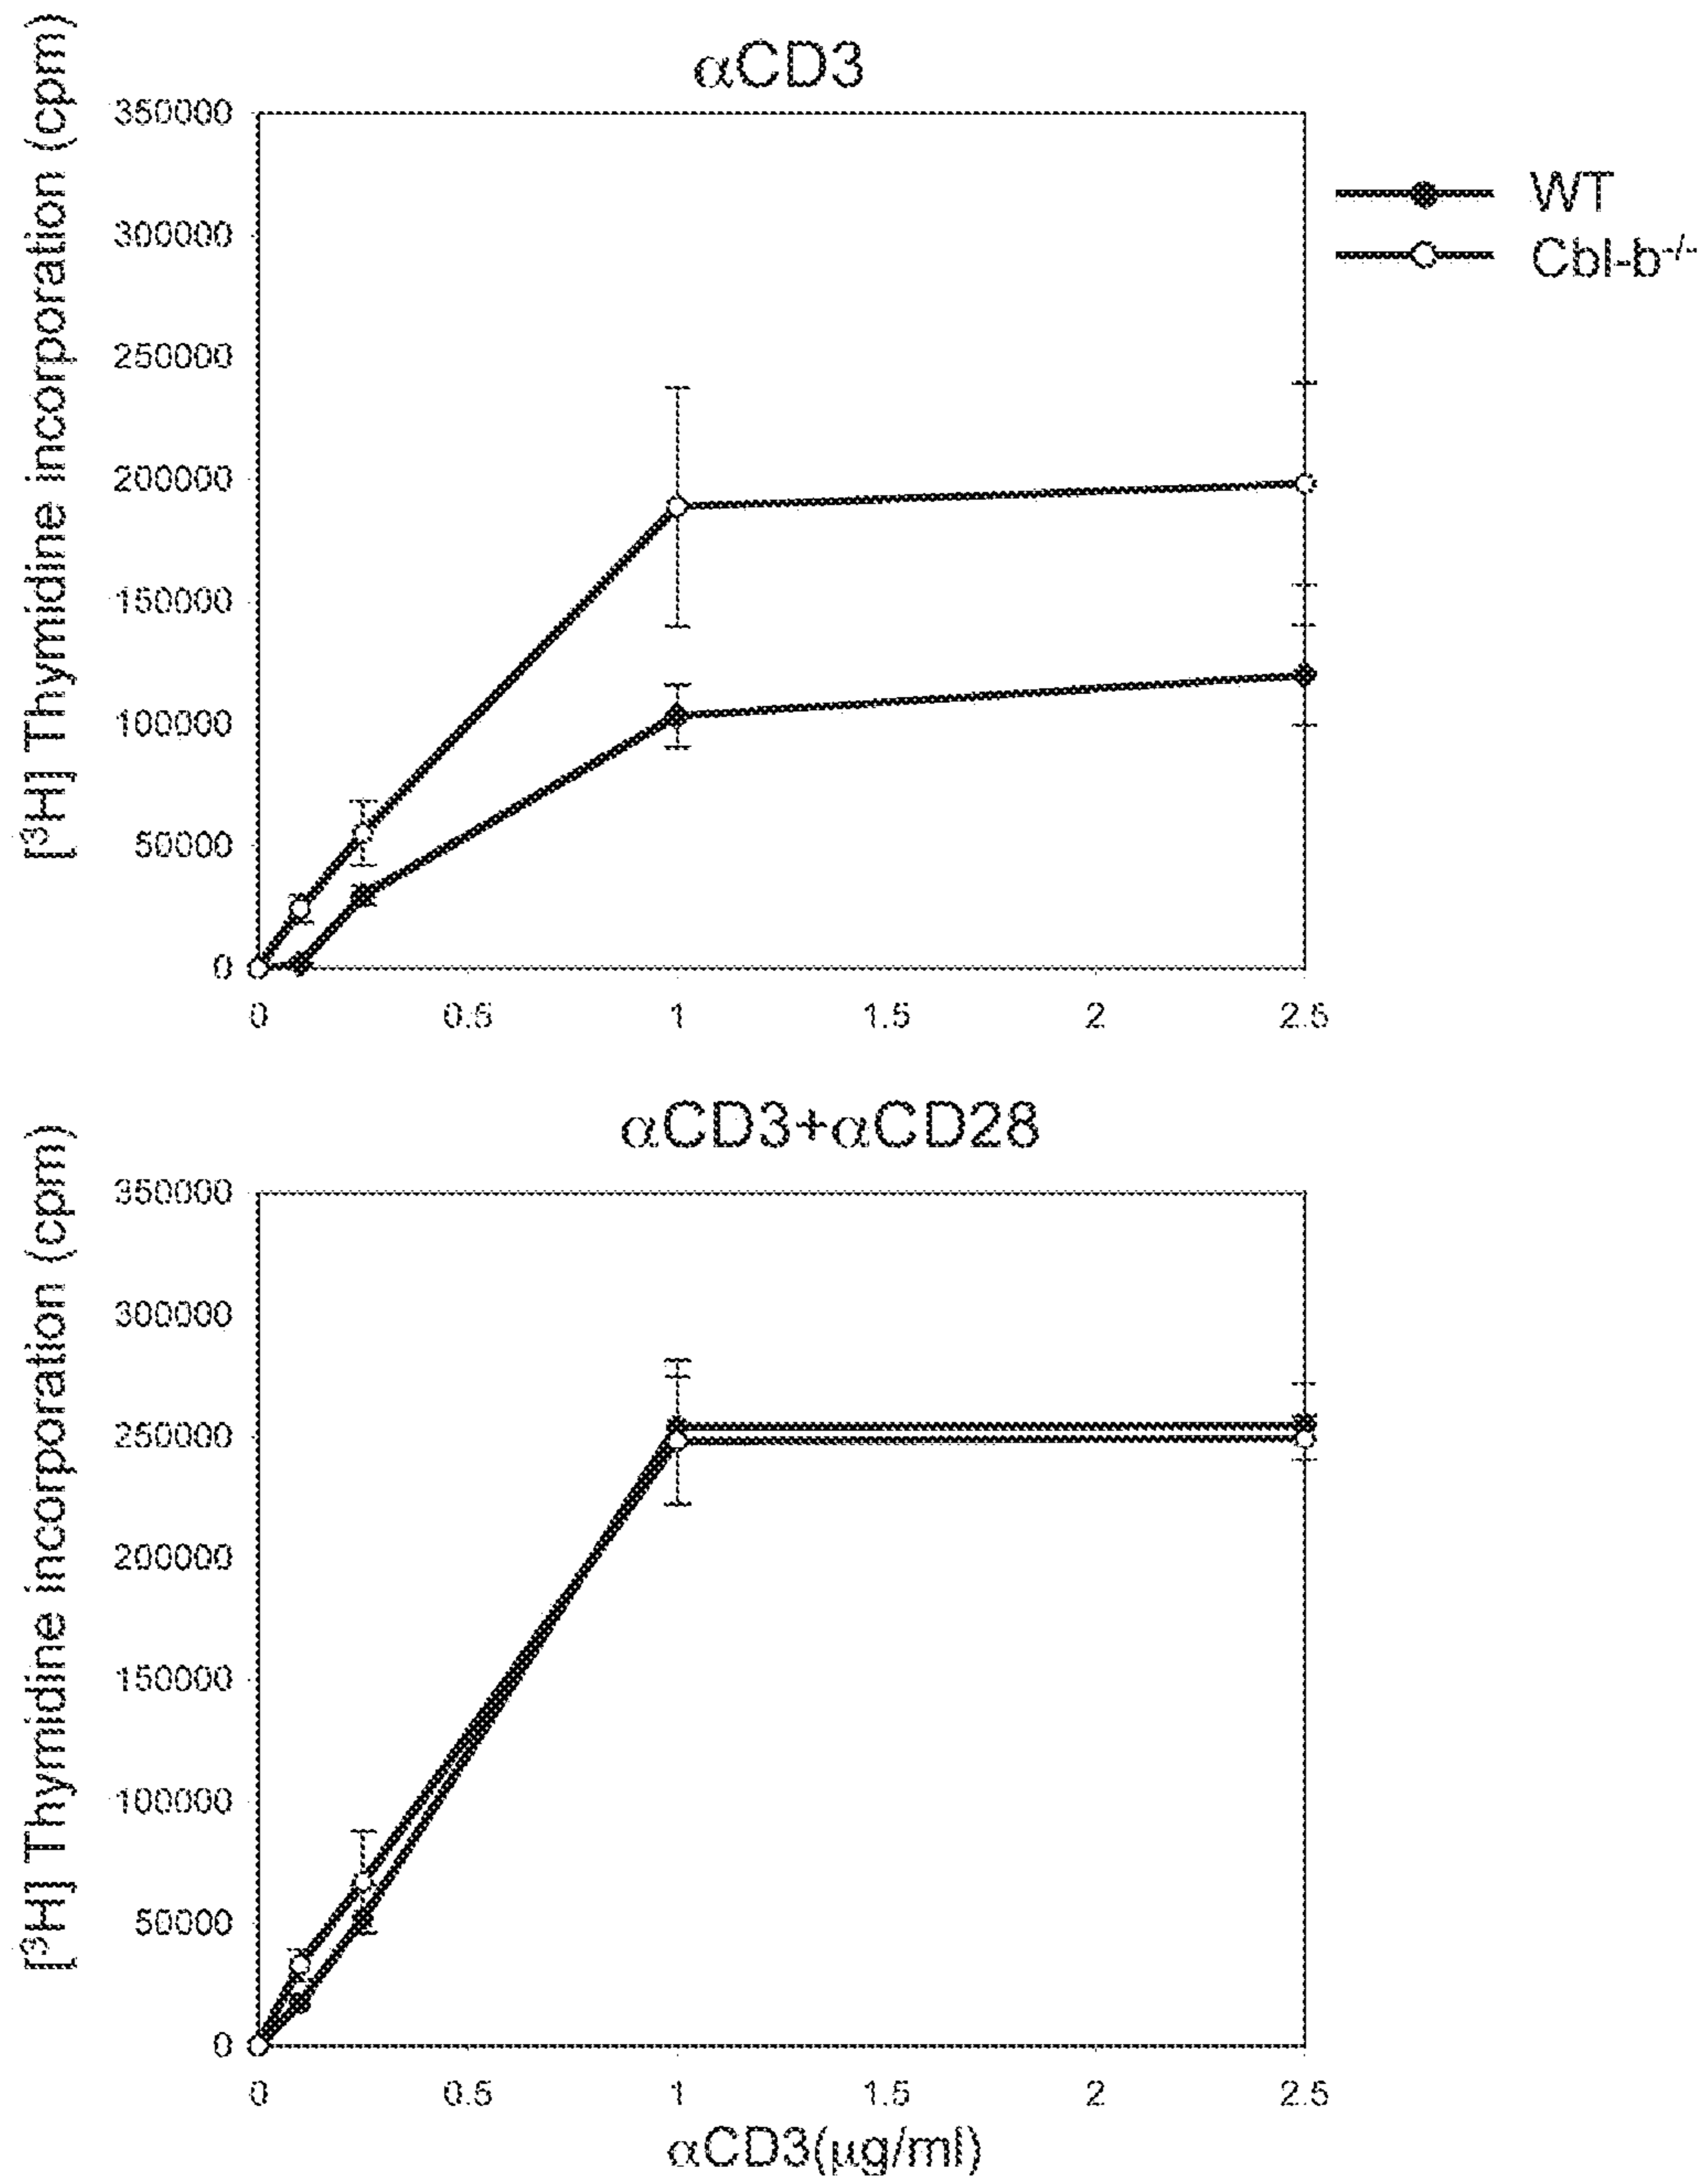 αCD3
[³H] Thymidine incorporation (cpm)
350000
300000
250000
200000
150000
100000
50000
0
0 0.5 1 1.5 2 2.5
WT
Cbl-b⁻/⁻
αCD3+αCD28
[³H] Thymidine incorporation (cpm)
350000
300000
250000
200000
150000
100000
50000
0
0 0.5 1 1.5 2 2.5
αCD3(μg/ml)